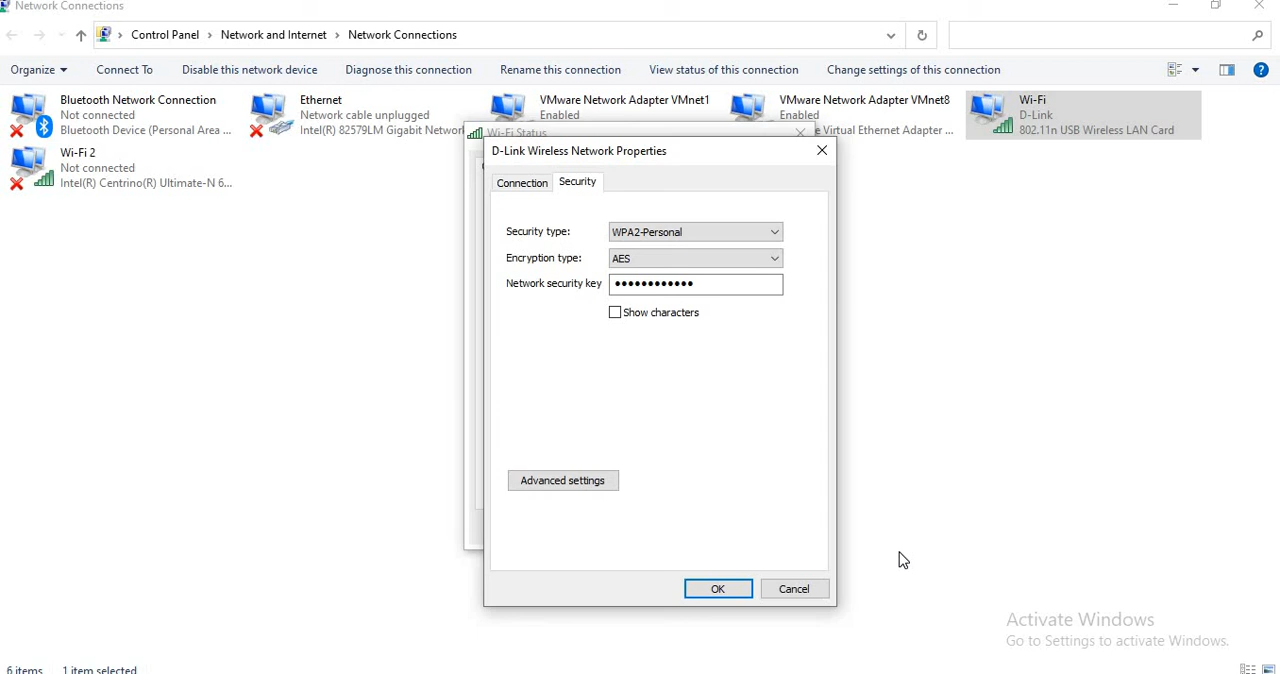 Network Connections
Control Panel > Network and Internet > Network Connections
Organize Connect To Disable this network device Diagnose this connection Rename this connection View status of this connection Change settings of this connection
Bluetooth Network Connection
Not connected
Bluetooth Device (Personal Area ...
Ethernet
Network cable unplugged
Intel(R) 82579LM Gigabit Networ
VMware Network Adapter VMnet1
Enabled
VMware Network Adapter VMnet8
Enabled
e Virtual Ethernet Adapter ...
Wi-Fi
D-Link
802.11n USB Wireless LAN Card
Wi-Fi 2
Not connected
Intel(R) Centrino(R) Ultimate-N 6...
Wi-Fi Status
D-Link Wireless Network Properties
Connection Security
Security type: WPA2-Personal
Encryption type: AES
Network security key ●●●●●●●●●●●●
Show characters
Advanced settings
OK Cancel
Activate Windows
Go to Settings to activate Windows.
6 items 1 item selected